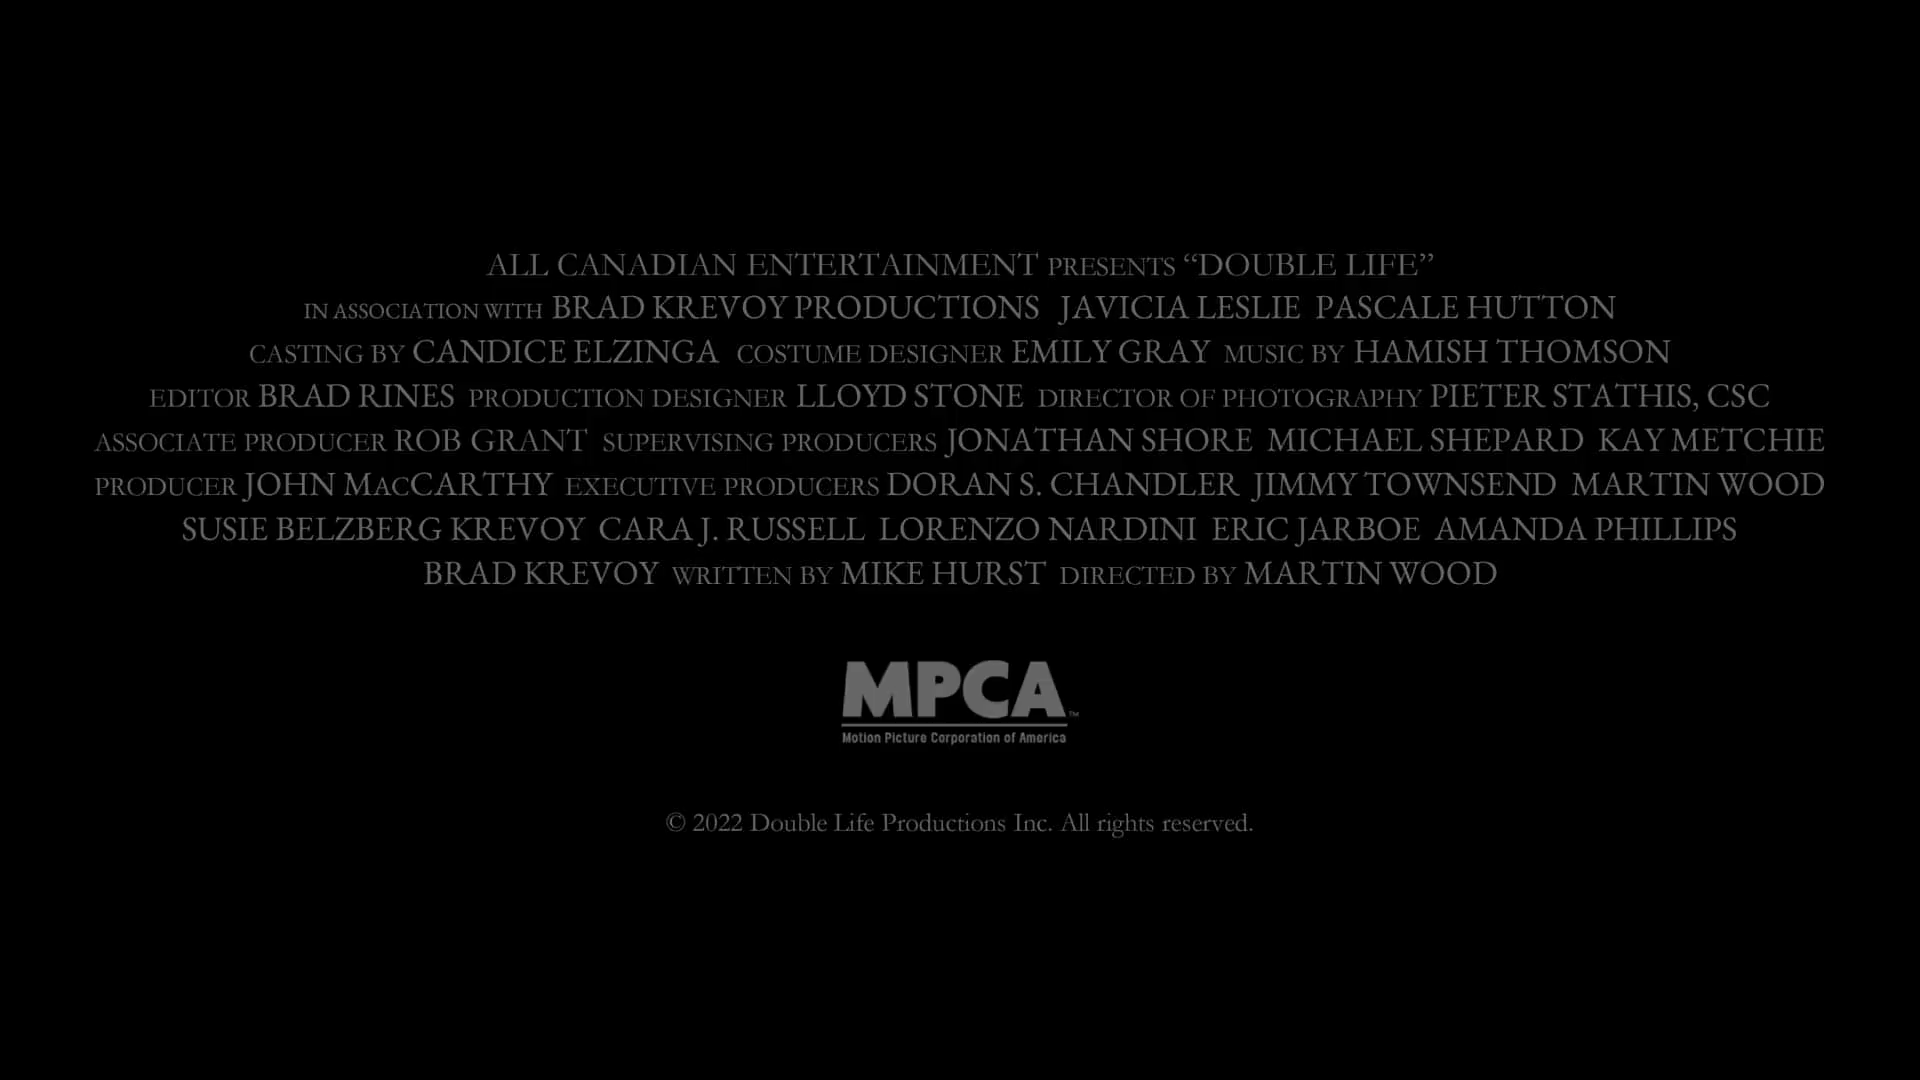 ALL CANADIAN ENTERTAINMENT PRESENTS “DOUBLE LIFE”
IN ASSOCIATION WITH BRAD KREVOY PRODUCTIONS JAVICIA LESLIE PASCALE HUTTON
CASTING BY CANDICE ELZINGA COSTUME DESIGNER EMILY GRAY MUSIC BY HAMISH THOMSON
EDITOR BRAD RINES PRODUCTION DESIGNER LLOYD STONE DIRECTOR OF PHOTOGRAPHY PIETER STATHIS, CSC
ASSOCIATE PRODUCER ROB GRANT SUPERVISING PRODUCERS JONATHAN SHORE MICHAEL SHEPARD KAY METCHIE
PRODUCER JOHN MACCARTHY EXECUTIVE PRODUCERS DORAN S. CHANDLER JIMMY TOWNSEND MARTIN WOOD
SUSIE BELZBERG KREVOY CARA J. RUSSELL LORENZO NARDINI ERIC JARBOE AMANDA PHILLIPS
BRAD KREVOY WRITTEN BY MIKE HURST DIRECTED BY MARTIN WOOD
MPCA™
Motion Picture Corporation of America
© 2022 Double Life Productions Inc. All rights reserved.